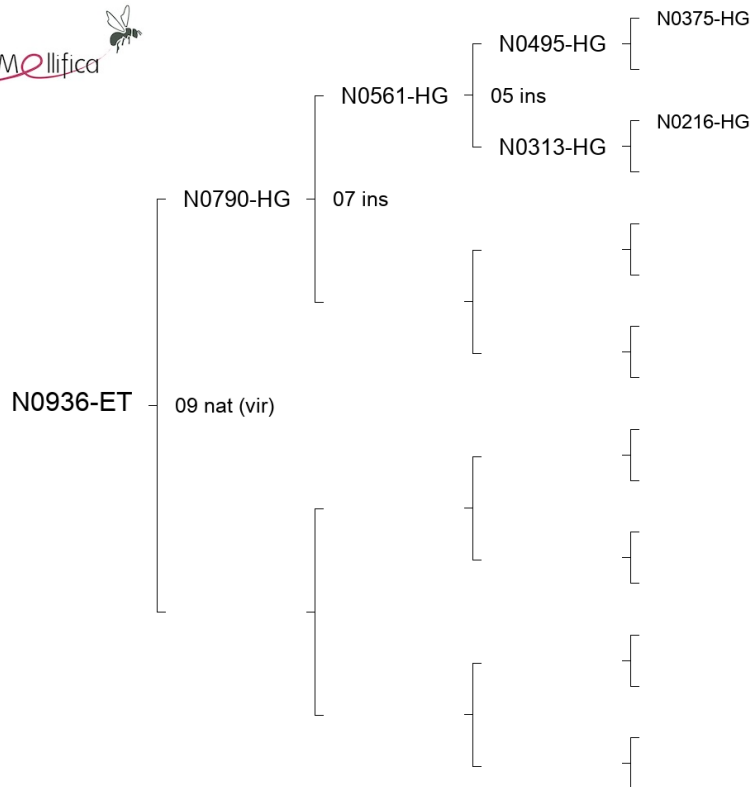 Mellifica
N0375-HG
N0495-HG
N0561-HG
05 ins
N0313-HG
N0216-HG
N0790-HG
07 ins
N0936-ET
09 nat (vir)